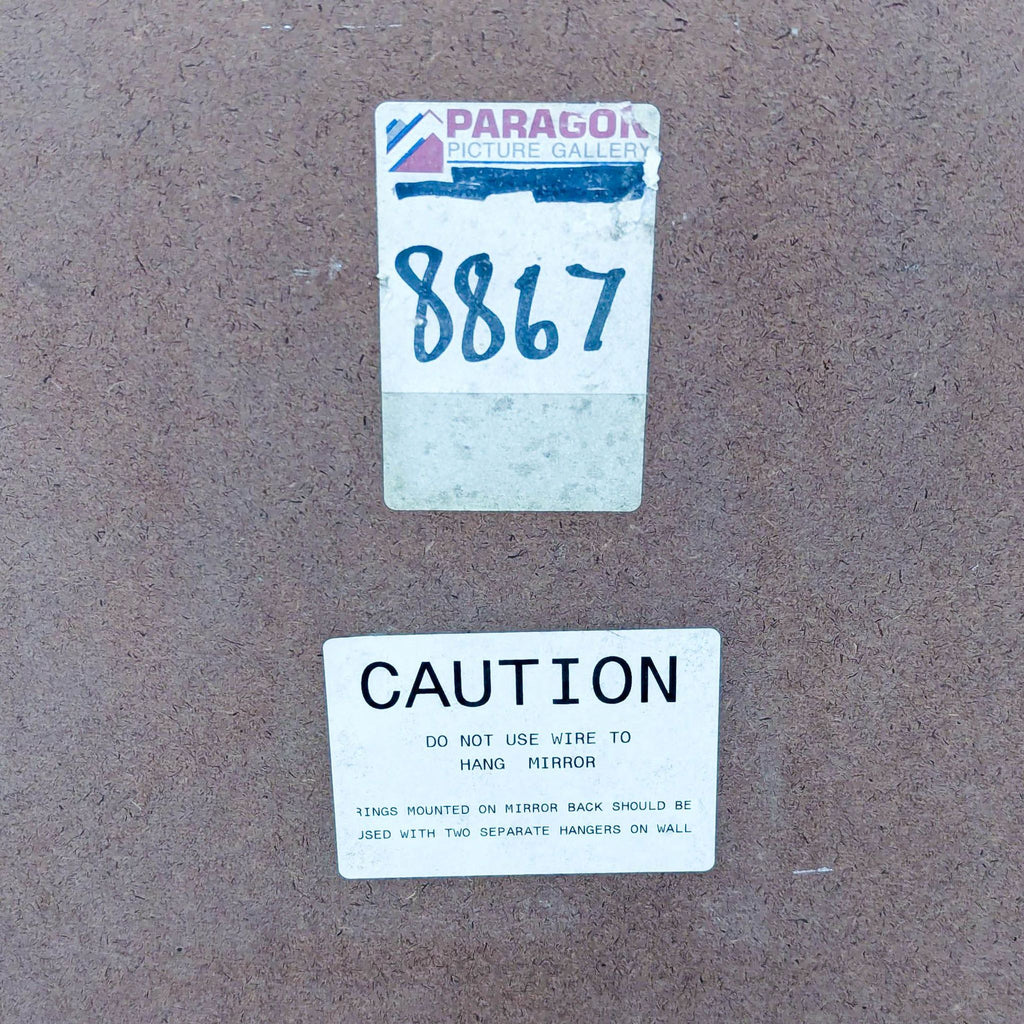 PARAGON
PICTURE GALLERY
8867
CAUTION
DO NOT USE WIRE TO
HANG MIRROR
RINGS MOUNTED ON MIRROR BACK SHOULD BE
USED WITH TWO SEPARATE HANGERS ON WALL